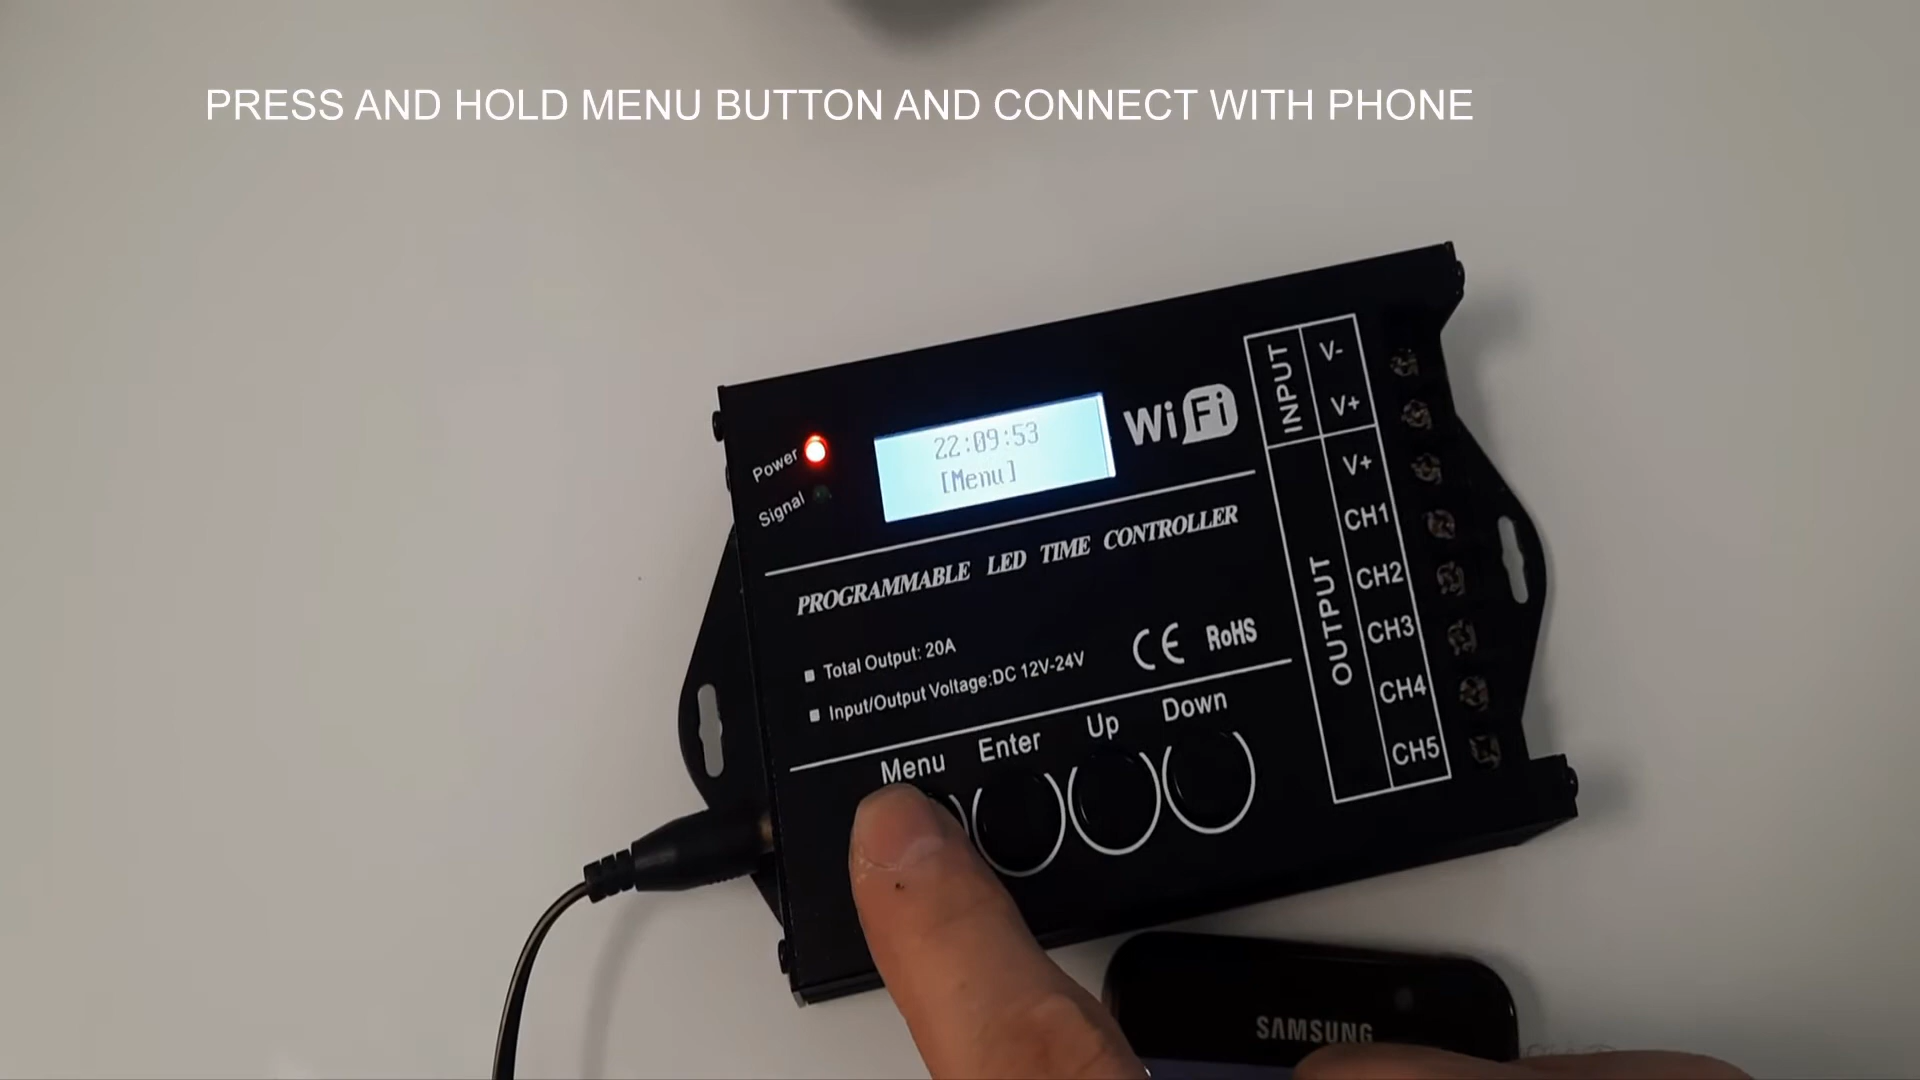 PRESS AND HOLD MENU BUTTON AND CONNECT WITH PHONE
22:09:53
[Menu]
WiFi
Power
Signal
PROGRAMMABLE LED TIME CONTROLLER
Total Output: 20A
Input/Output Voltage:DC 12V-24V
CE RoHS
Menu Enter Up Down
INPUT
V-
V+
OUTPUT
V+
CH1
CH2
CH3
CH4
CH5
SAMSUNG